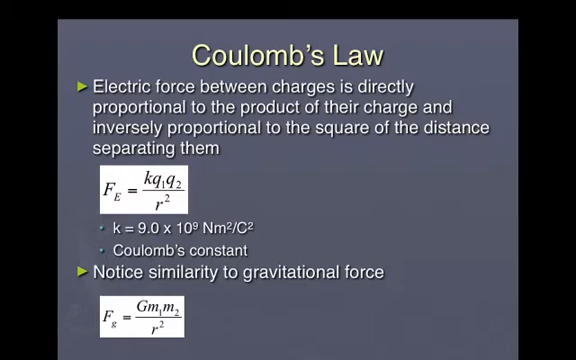 Coulomb's Law
Electric force between charges is directly
proportional to the product of their charge and
inversely proportional to the square of the distance
separating them
F_E = kq₁q₂ / r²
k = 9.0 x 10⁹ Nm²/C²
Coulomb's constant
Notice similarity to gravitational force
F_g = Gm₁m₂ / r²